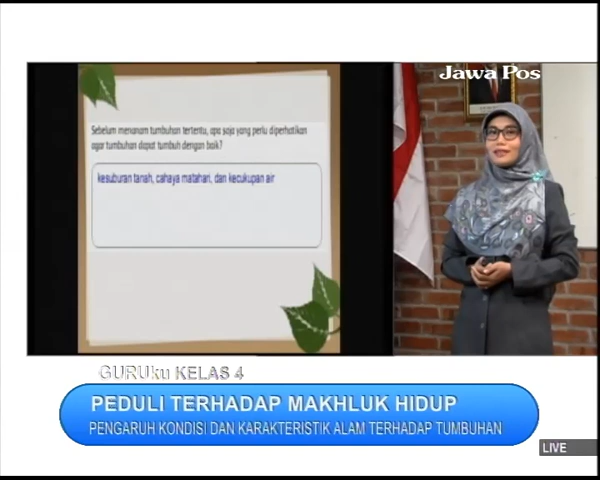 Jawa Pos
Sebelum menanam tumbuhan tertentu, apa saja yang perlu diperhatikan
agar tumbuhan dapat tumbuh dengan baik?
kesuburan tanah, cahaya matahari, dan kecukupan air
GURUku KELAS 4
PEDULI TERHADAP MAKHLUK HIDUP
PENGARUH KONDISI DAN KARAKTERISTIK ALAM TERHADAP TUMBUHAN
LIVE